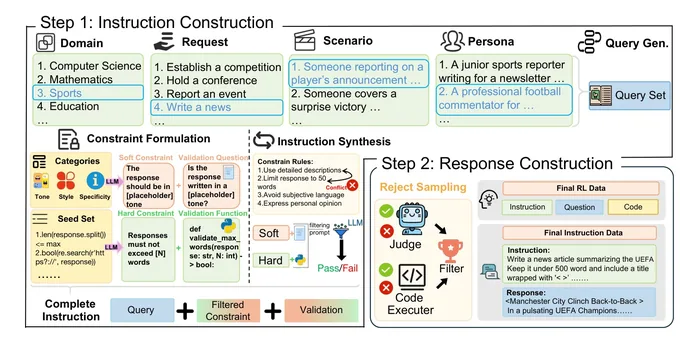 Step 1: Instruction Construction
Domain
1. Computer Science
2. Mathematics
3. Sports
4. Education
...
Request
1. Establish a competition
2. Hold a conference
3. Report an event
4. Write a news
...
Scenario
1. Someone reporting on a
player's announcement ...
2. Someone covers a
surprise victory ...
...
Persona
1. A junior sports reporter
writing for a newsletter ...
2. A professional football
commentator for ...
...
Query Gen.
Query Set
Constraint Formulation
Categories
Tone
Style
Specificity
LLM
Soft Constraint
The
response
should be in
[placeholder]
tone
+
Validation Question
Is the
response
written in a
[placeholder]
tone?
Seed Set
1.len(response.split())
<= max
2.bool(re.search(r'htt
ps?://', response))
......
LLM
Hard Constraint
Responses
must not
exceed [N]
words
+
Validation Function
def
validate_max_
words(respon
se: str, N: int) -
> bool:
Instruction Synthesis
Constrain Rules:
1.Use detailed descriptions
2.Limit response to 50
words
3.Avoid subjective language
4.Express personal opinion
Conflict
Soft
+
Hard
+
filtering
prompt
LLM
Pass/Fail
Complete
Instruction
Query
+
Filtered
Constraint
+
Validation
Step 2: Response Construction
Reject Sampling
Judge
Code
Executer
Filter
Final RL Data
Instruction
Question
Code
Final Instruction Data
Instruction:
Write a news article summarizing the UEFA
Keep it under 500 word and include a title
wrapped with '< >' .......
Response:
<Manchester City Clinch Back-to-Back >
In a pulsating UEFA Champions......